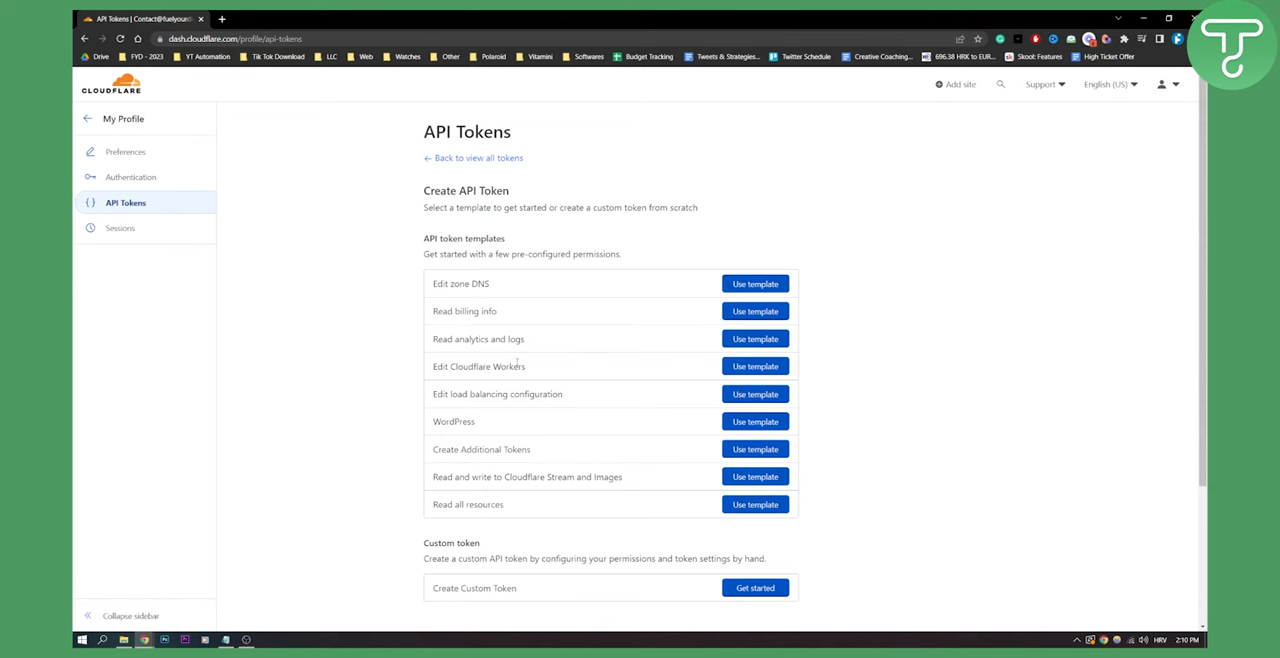 API Tokens | Contact@fuelyourdi
dash.cloudflare.com/profile/api-tokens
Drive FYD - 2023 YT Automation Tik Tok Download LLC Web Watches Other Polaroid Vitamini Softwares Budget Tracking Tweets & Strategies... Twitter Schedule Creative Coaching... 696.38 HRK to EUR... Skool: Features High Ticket Offer
CLOUDFLARE
Add site
Support
English (US)
My Profile
Preferences
Authentication
API Tokens
Sessions
Collapse sidebar
API Tokens
Back to view all tokens
Create API Token
Select a template to get started or create a custom token from scratch
API token templates
Get started with a few pre-configured permissions.
Edit zone DNS Use template
Read billing info Use template
Read analytics and logs Use template
Edit Cloudflare Workers Use template
Edit load balancing configuration Use template
WordPress Use template
Create Additional Tokens Use template
Read and write to Cloudflare Stream and Images Use template
Read all resources Use template
Custom token
Create a custom API token by configuring your permissions and token settings by hand.
Create Custom Token Get started
HRV 2:10 PM